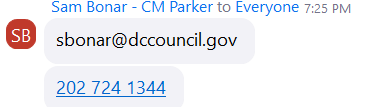 Sam Bonar - CM Parker to Everyone 7:25 PM
SB
sbonar@dccouncil.gov
202 724 1344